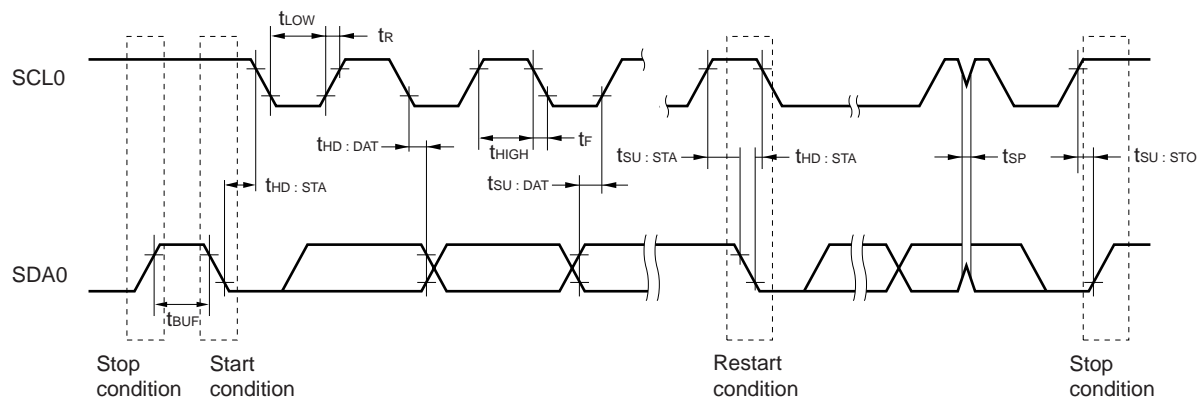 tLOW
tR
SCL0
tHD : DAT
tHIGH
tF
tSU : STA
tHD : STA
tSP
tSU : STO
tHD : STA
tSU : DAT
SDA0
tBUF
Stop
condition
Start
condition
Restart
condition
Stop
condition